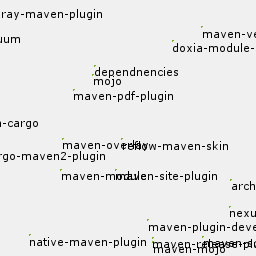 ray-maven-plugin
maven-ve
uum
doxia-module-
dependnencies
mojo
maven-pdf-plugin
-cargo
maven-overlay
reflow-maven-skin
rgo-maven2-plugin
maven-module
maven-site-plugin
arch
nexu
maven-plugin-deve
native-maven-plugin
maven-release-plu
maven-mojo